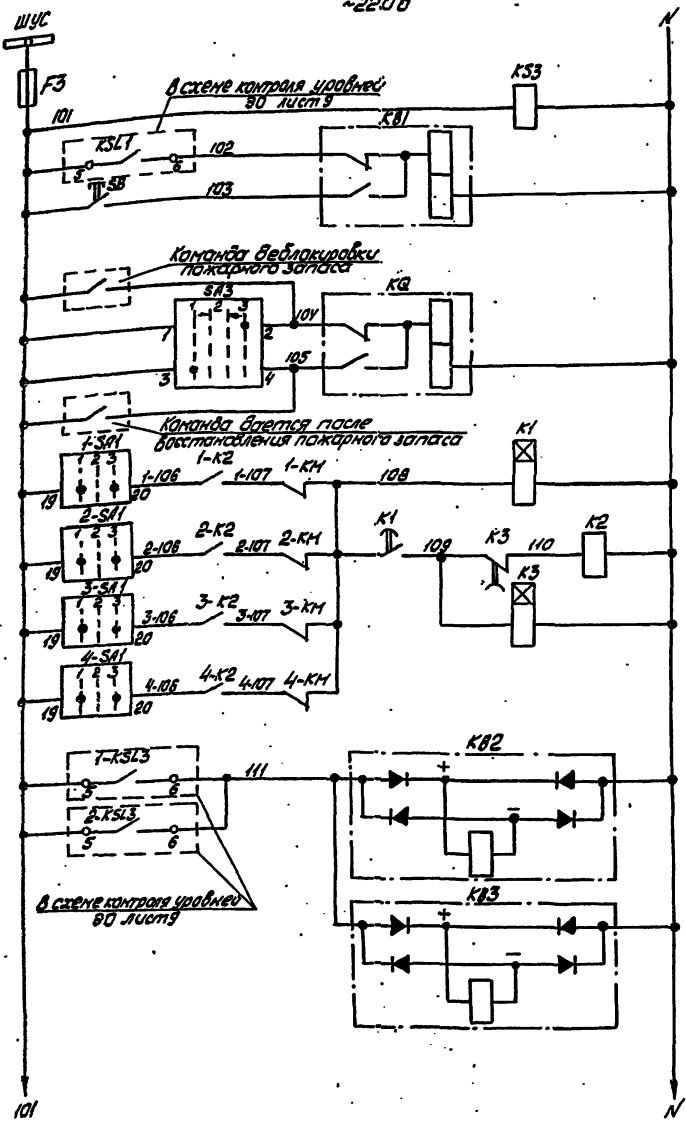 ~220В
ШУС
N
F3
В схеме контроля уровней
ЭО лист 9
KS3
101
KSL1
5
6
102
KB1
SB
103
Команда деблокировки
пожарного запаса
SA3
1 2 3
1
2
104
KQ
3
4
105
Команда дается после
восстановления пожарного запаса
1-SA1
1 2 3
19
20
1-106
1-K2
1-107
1-KM
108
K1
2-SA1
1 2 3
19
20
2-106
2-K2
2-107
2-KM
K1
109
K3
110
K2
3-SA1
1 2 3
19
20
3-106
3-K2
3-107
3-KM
K3
4-SA1
1 2 3
19
20
4-106
4-K2
4-107
4-KM
1-KSL3
5
6
111
KB2
+
−
2-KSL3
5
6
В схеме контроля уровней
ЭО лист 9
KB3
+
−
101
N